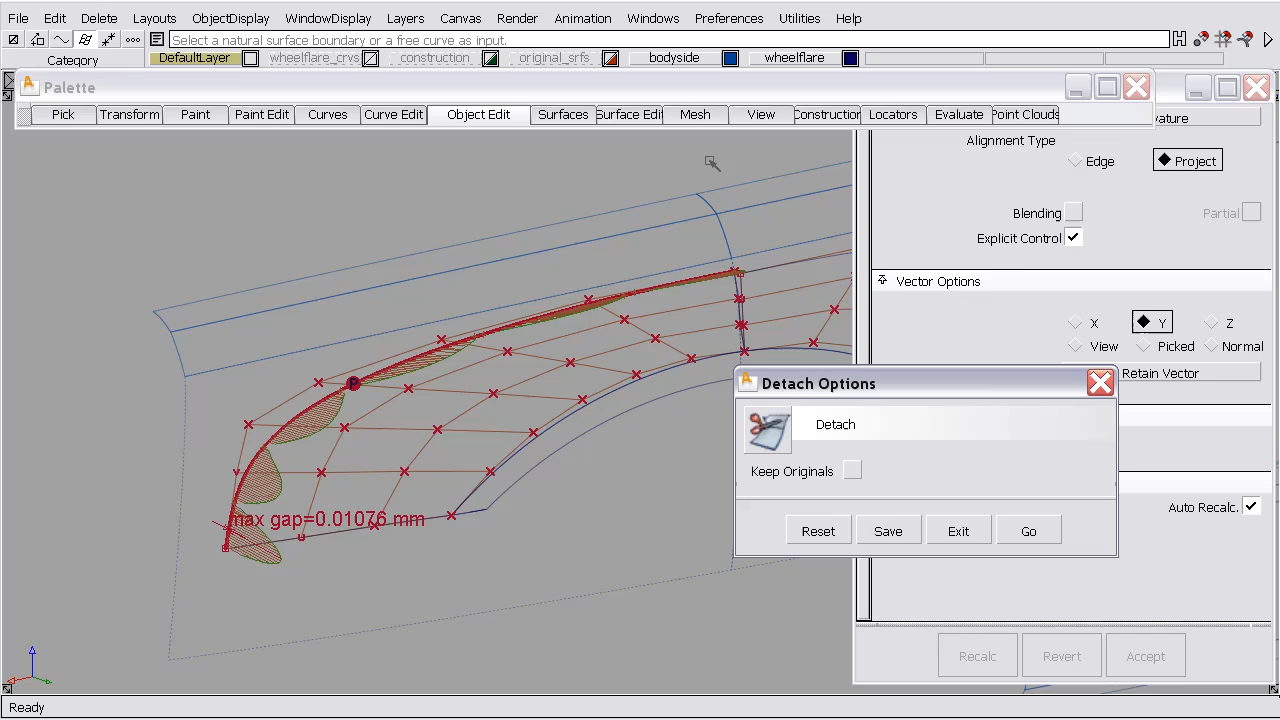 File Edit Delete Layouts ObjectDisplay WindowDisplay Layers Canvas Render Animation Windows Preferences Utilities Help
Select a natural surface boundary or a free curve as input.
Category DefaultLayer wheelflare_crvs construction original_srfs bodyside wheelflare
Palette
Pick Transform Paint Paint Edit Curves Curve Edit Object Edit Surfaces Surface Edi Mesh View Construction Locators Evaluate Point Clouds
vature
Alignment Type
Edge Project
Blending Partial
Explicit Control
Vector Options
X Y Z
View Picked Normal
Retain Vector
P
Detach Options
Detach
Keep Originals
v
Auto Recalc.
max gap=0.01076 mm
u
Reset Save Exit Go
Recalc Revert Accept
Ready